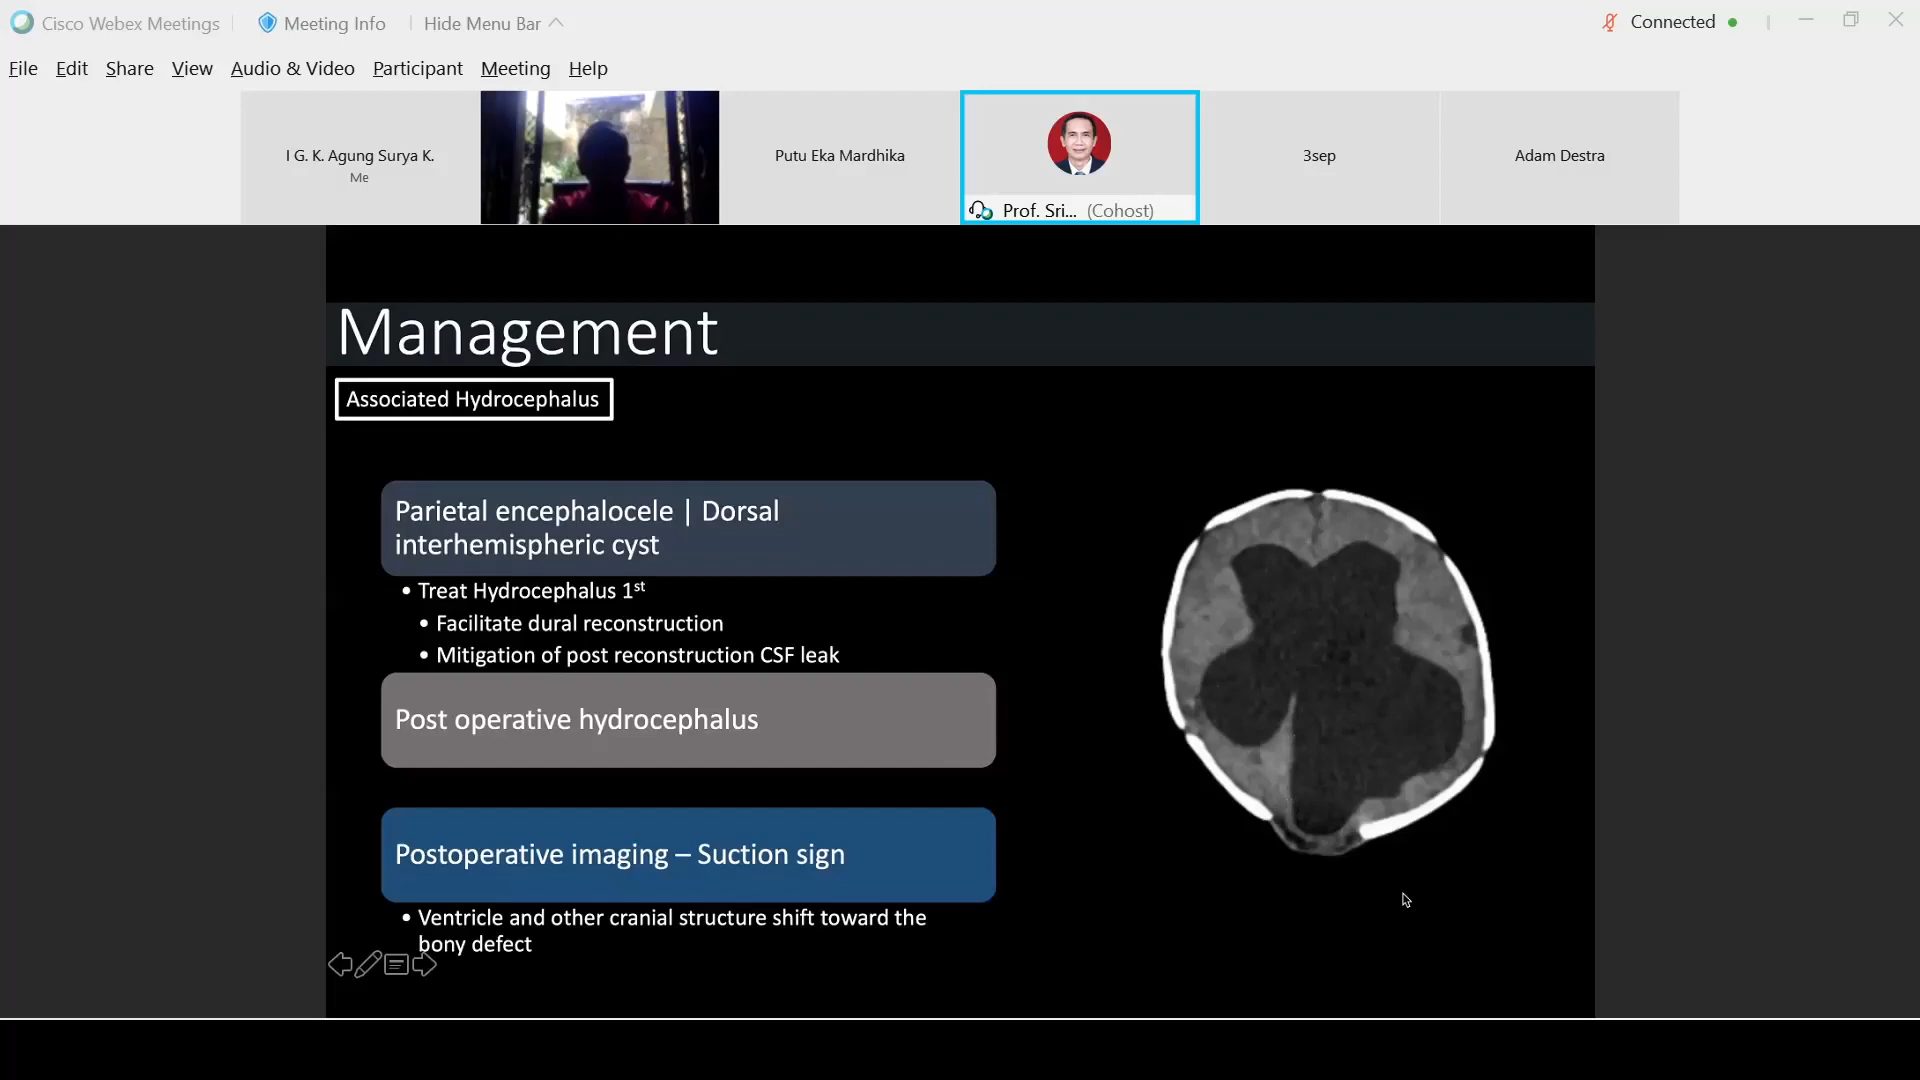 Cisco Webex Meetings
Meeting Info
Hide Menu Bar
Connected
File Edit Share View Audio & Video Participant Meeting Help
I G. K. Agung Surya K.
Me
Putu Eka Mardhika
Prof. Sri... (Cohost)
3sep
Adam Destra
Management
Associated Hydrocephalus
Parietal encephalocele | Dorsal
interhemispheric cyst
• Treat Hydrocephalus 1st
• Facilitate dural reconstruction
• Mitigation of post reconstruction CSF leak
Post operative hydrocephalus
Postoperative imaging – Suction sign
• Ventricle and other cranial structure shift toward the
bony defect